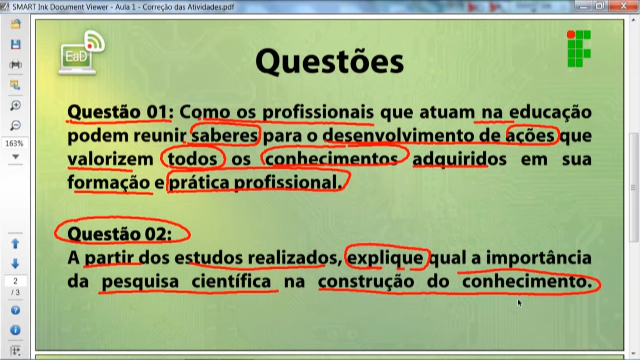 SMART Ink Document Viewer - Aula 1 - Correção das Atividades.pdf
EaD
Questões
Questão 01: Como os profissionais que atuam na educação
podem reunir saberes para o desenvolvimento de ações que
valorizem todos os conhecimentos adquiridos em sua
formação e prática profissional.
163%
Questão 02:
A partir dos estudos realizados, explique qual a importância
da pesquisa científica na construção do conhecimento.
2
/ 3